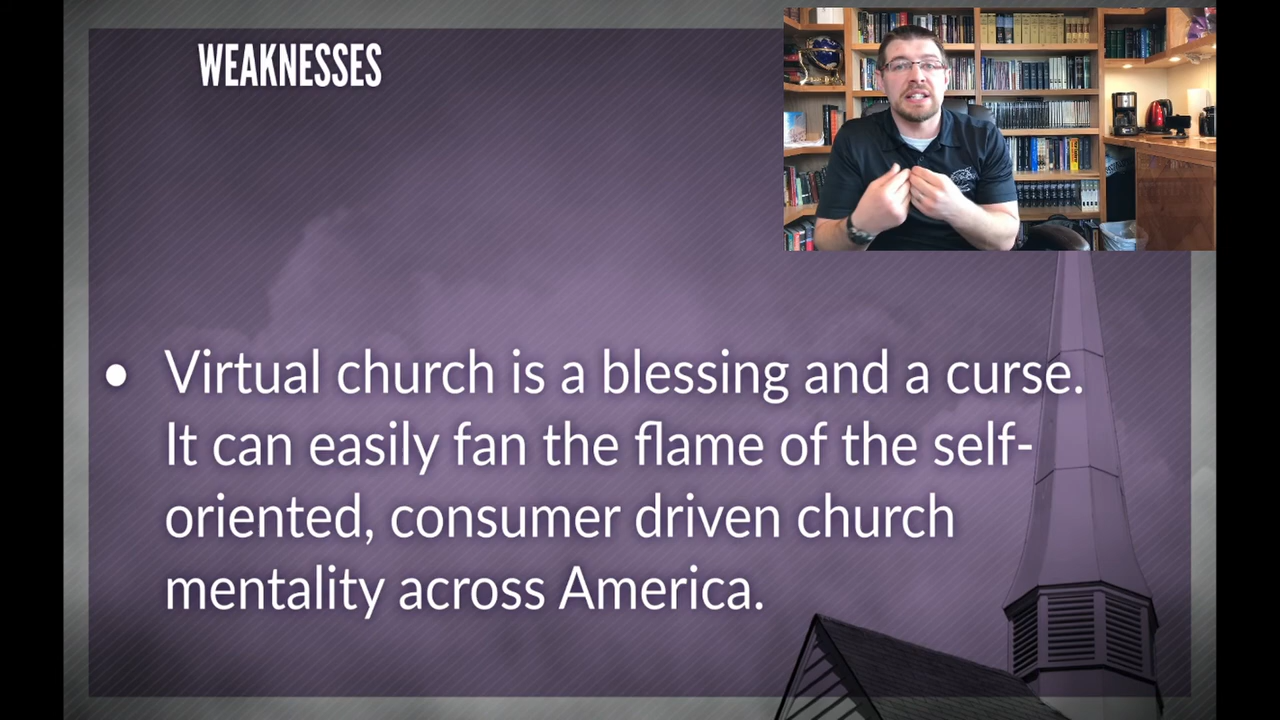 WEAKNESSES
• Virtual church is a blessing and a curse.
It can easily fan the flame of the self-
oriented, consumer driven church
mentality across America.